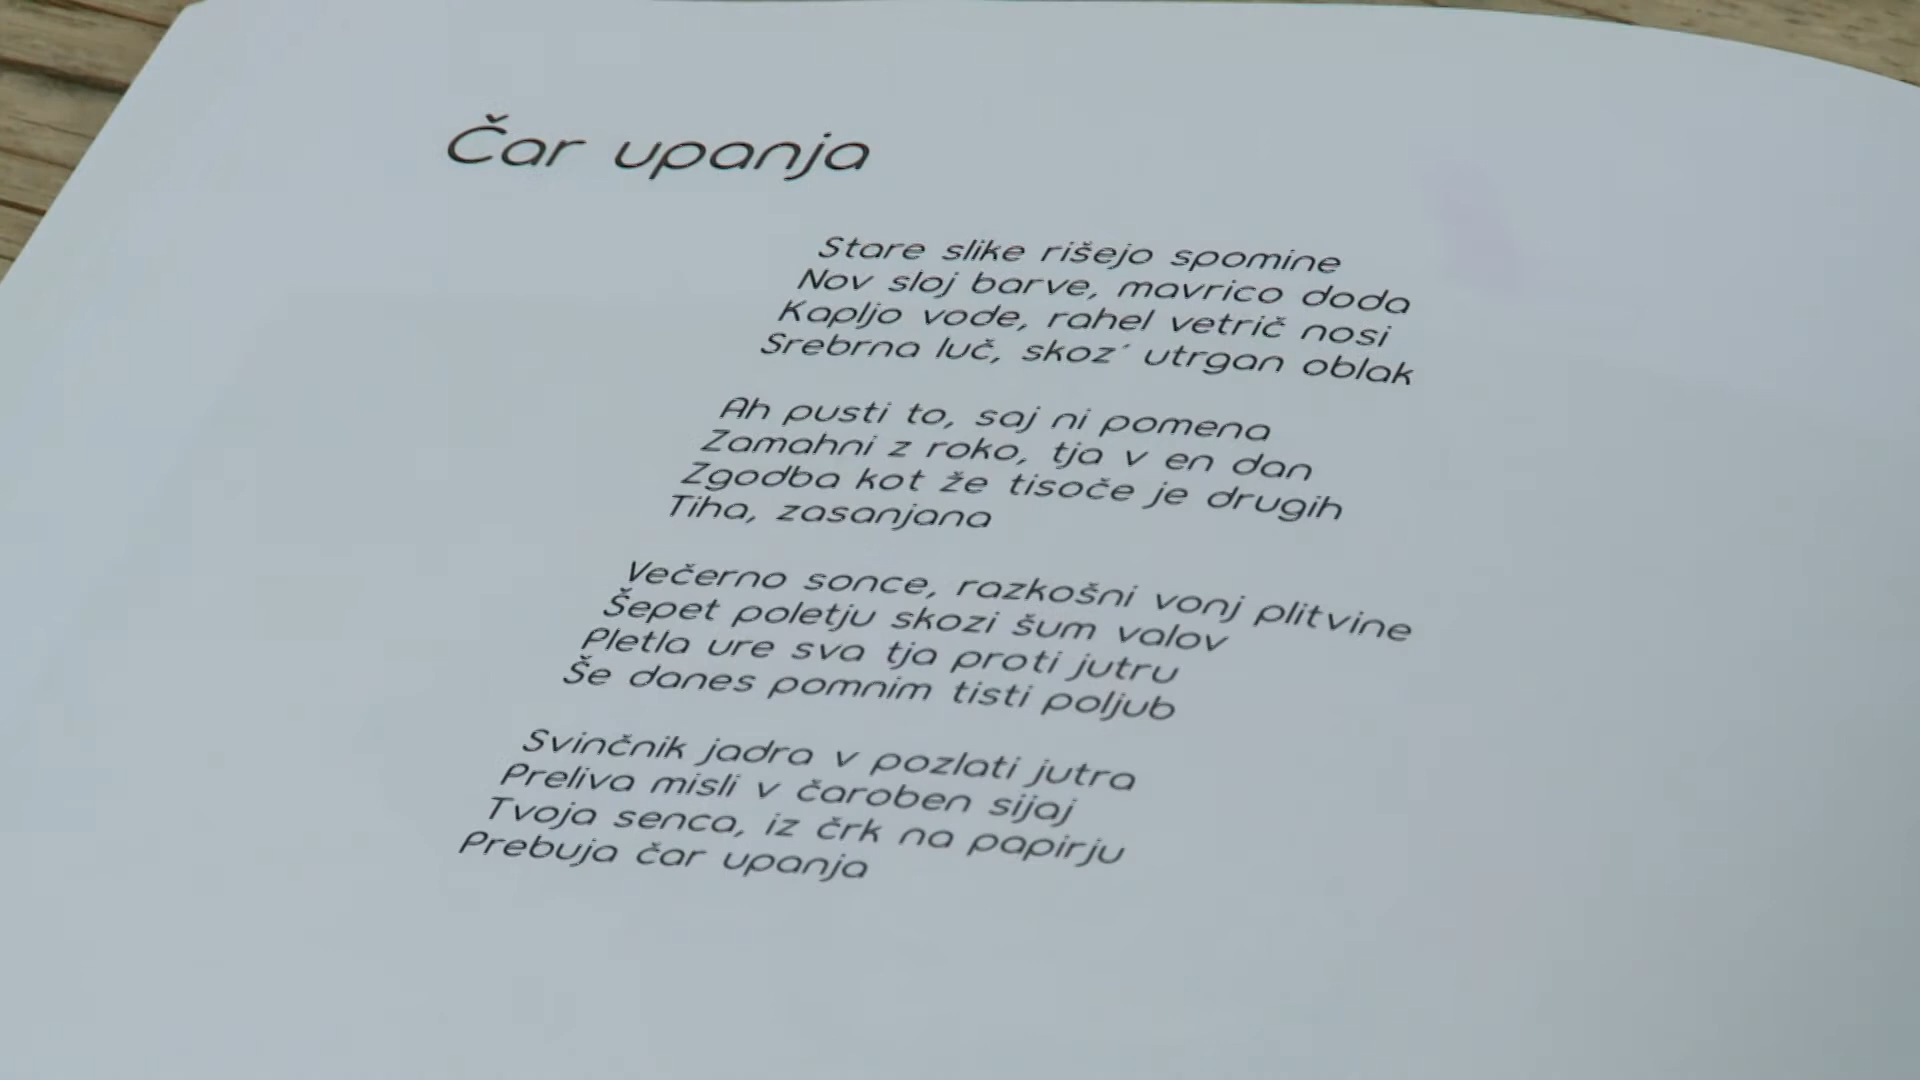 Čar upanja
Stare slike rišejo spomine
Nov sloj barve, mavrico doda
Kapljo vode, rahel vetrič nosi
Srebrna luč, skoz´ utrgan oblak
Ah pusti to, saj ni pomena
Zamahni z roko, tja v en dan
Zgodba kot že tisoče je drugih
Tiha, zasanjana
Večerno sonce, razkošni vonj plitvine
Šepet poletju skozi šum valov
Pletla ure sva tja proti jutru
Še danes pomnim tisti poljub
Svinčnik jadra v pozlati jutra
Preliva misli v čaroben sijaj
Tvoja senca, iz črk na papirju
Prebuja čar upanja